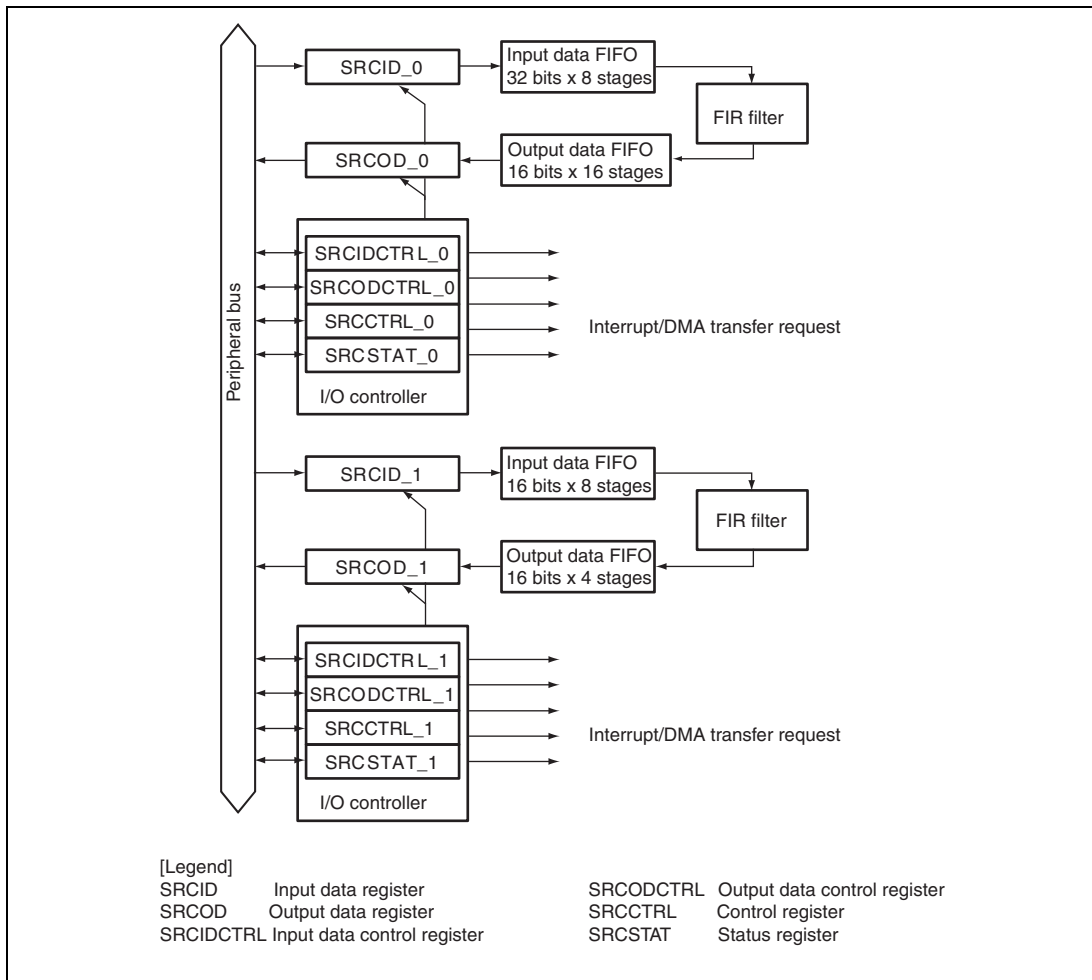 Peripheral bus
SRCID_0
Input data FIFO
32 bits x 8 stages
FIR filter
SRCOD_0
Output data FIFO
16 bits x 16 stages
SRCIDCTRL_0
SRCODCTRL_0
SRCCTRL_0
SRCSTAT_0
I/O controller
Interrupt/DMA transfer request
SRCID_1
Input data FIFO
16 bits x 8 stages
FIR filter
SRCOD_1
Output data FIFO
16 bits x 4 stages
SRCIDCTRL_1
SRCODCTRL_1
SRCCTRL_1
SRCSTAT_1
I/O controller
Interrupt/DMA transfer request
[Legend]
SRCID Input data register
SRCOD Output data register
SRCIDCTRL Input data control register
SRCODCTRL Output data control register
SRCCTRL Control register
SRCSTAT Status register